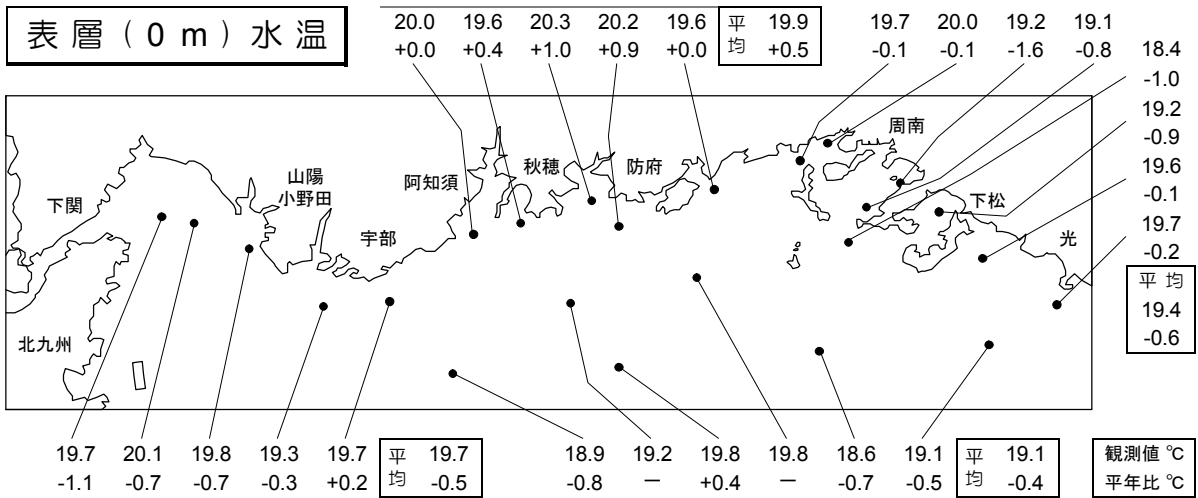 表層(0m)水温
20.0 19.6 20.3 20.2 19.6 平均 19.9
+0.0 +0.4 +1.0 +0.9 +0.0 +0.5
19.7 20.0 19.2 19.1
-0.1 -0.1 -1.6 -0.8
18.4
-1.0
19.2
-0.9
19.6
-0.1
19.7
-0.2
平均
19.4
-0.6
周南
秋穂
防府
山陽
小野田
阿知須
下関
下松
宇部
光
北九州
19.7 20.1 19.8 19.3 19.7 平均 19.7
-1.1 -0.7 -0.7 -0.3 +0.2 -0.5
18.9 19.2 19.8 19.8 18.6 19.1 平均 19.1
-0.8 － +0.4 － -0.7 -0.5 -0.4
観測値 ℃
平年比 ℃